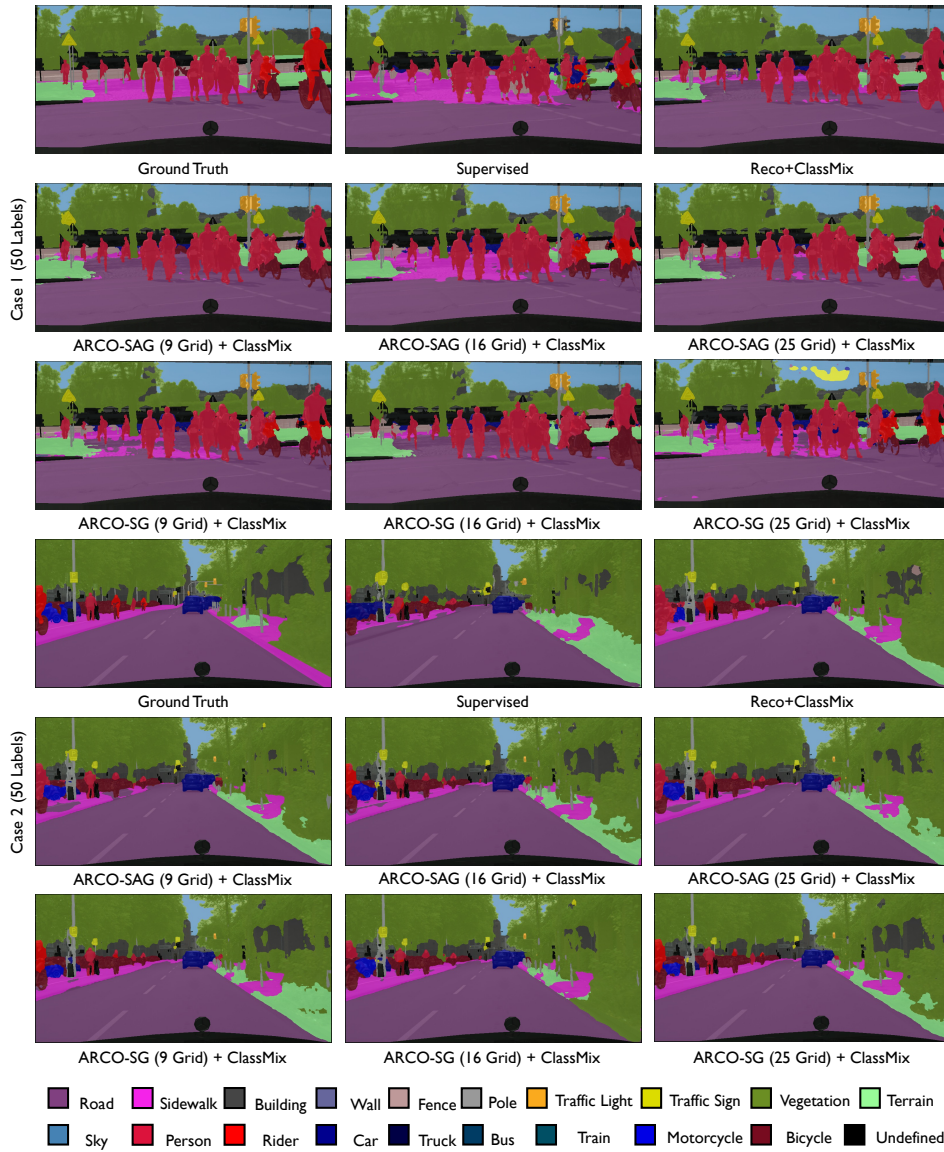 Ground Truth Supervised Reco+ClassMix
Case 1 (50 Labels)
ARCO-SAG (9 Grid) + ClassMix ARCO-SAG (16 Grid) + ClassMix ARCO-SAG (25 Grid) + ClassMix
ARCO-SG (9 Grid) + ClassMix ARCO-SG (16 Grid) + ClassMix ARCO-SG (25 Grid) + ClassMix
Ground Truth Supervised Reco+ClassMix
Case 2 (50 Labels)
ARCO-SAG (9 Grid) + ClassMix ARCO-SAG (16 Grid) + ClassMix ARCO-SAG (25 Grid) + ClassMix
ARCO-SG (9 Grid) + ClassMix ARCO-SG (16 Grid) + ClassMix ARCO-SG (25 Grid) + ClassMix
Road Sidewalk Building Wall Fence Pole Traffic Light Traffic Sign Vegetation Terrain
Sky Person Rider Car Truck Bus Train Motorcycle Bicycle Undefined